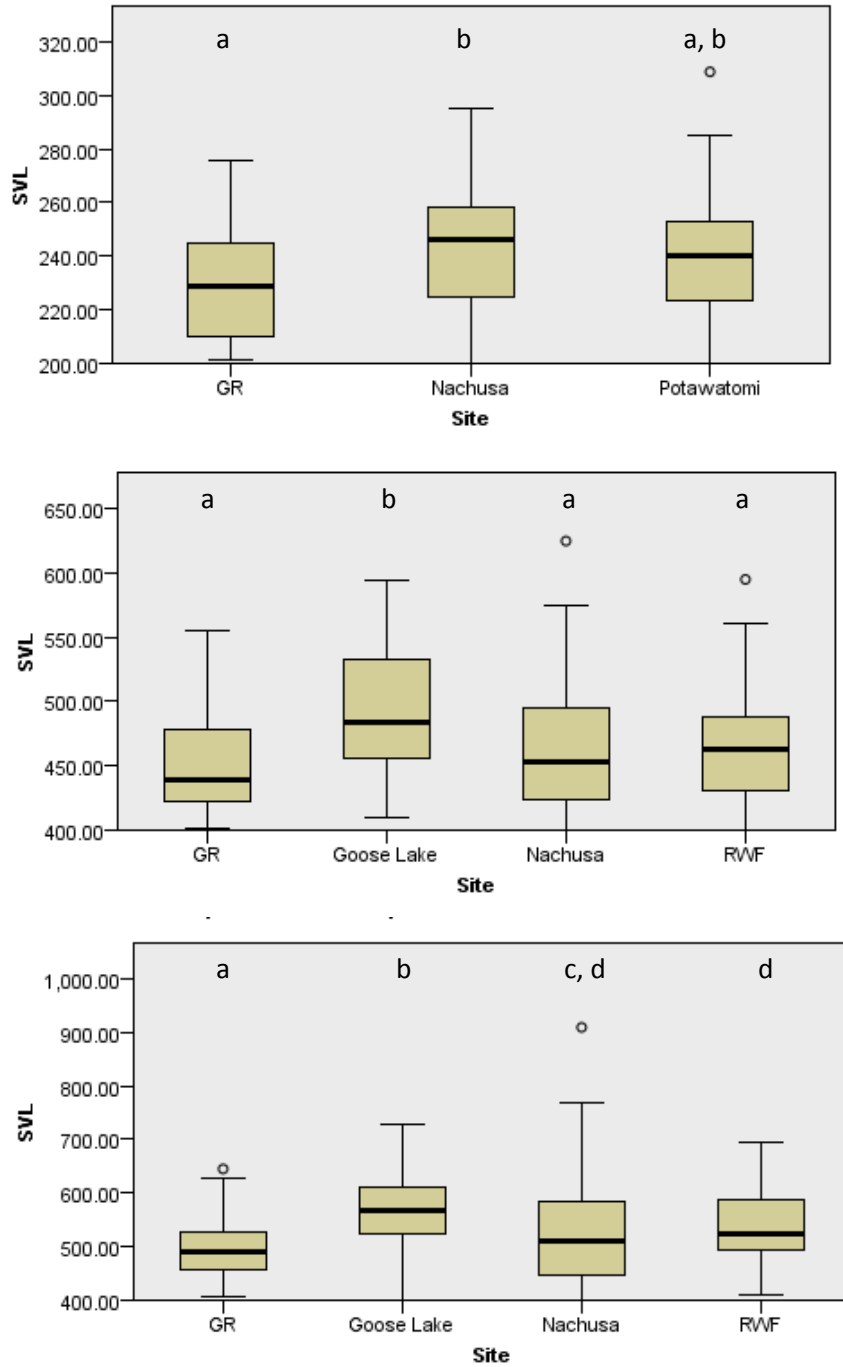 a b a, b
320.00
300.00
280.00
SVL
260.00
240.00
220.00
200.00
GR Nachusa Potawatomi
Site
a b a a
650.00
600.00
550.00
SVL
500.00
450.00
400.00
GR Goose Lake Nachusa RWF
Site
a b c, d d
1,000.00
900.00
800.00
SVL
700.00
600.00
500.00
400.00
GR Goose Lake Nachusa RWF
Site